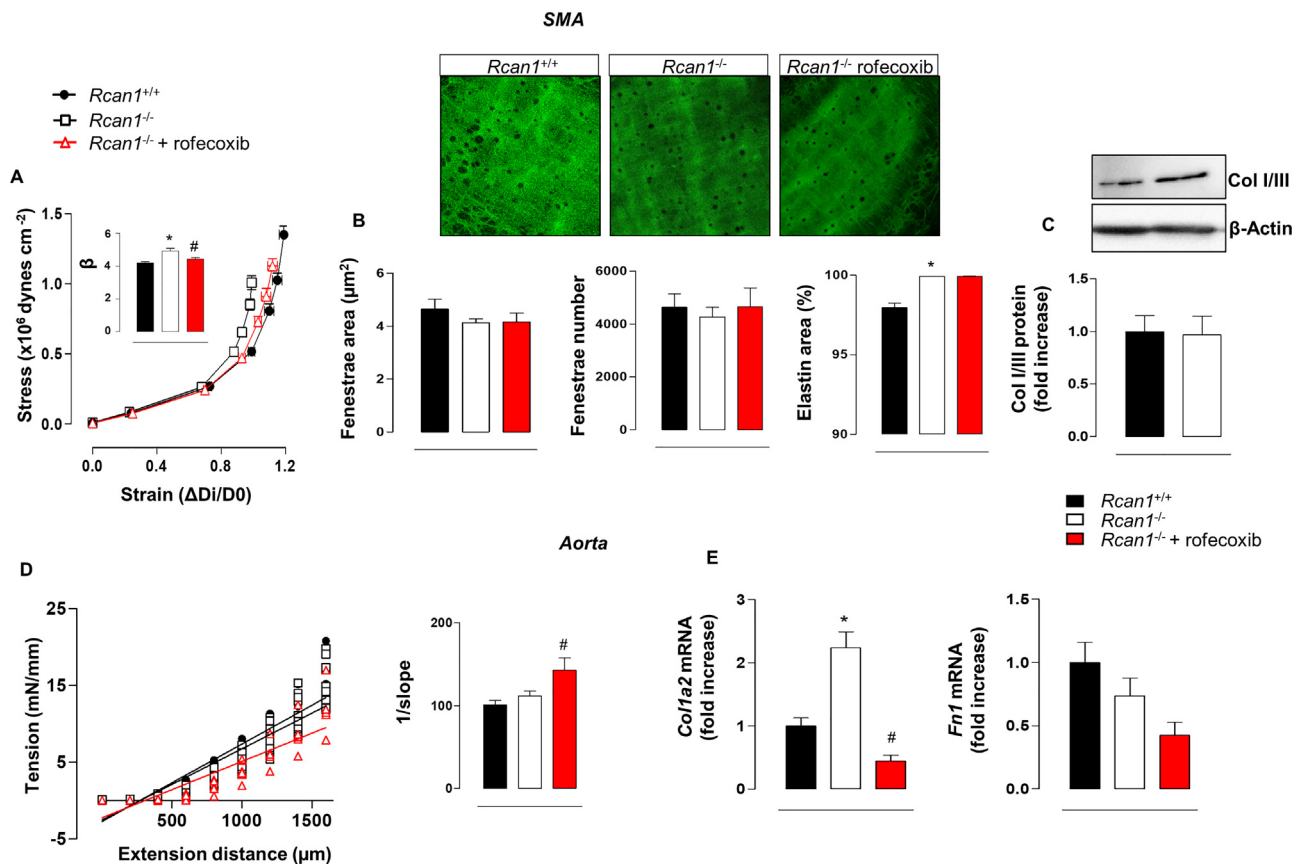 SMA
Rcan1+/+
Rcan1-/-
Rcan1-/- rofecoxib
Rcan1+/+
Rcan1-/-
Rcan1-/- + rofecoxib
A
Stress (x10⁶ dynes cm⁻²)
1.5
1.0
0.5
0.0
0.0 0.4 0.8 1.2
Strain (ΔDi/D0)
β
6
4
2
0
*
#
B
Fenestrae area (µm²)
6
4
2
0
Fenestrae number
6000
4000
2000
0
Elastin area (%)
100
97
95
90
*
C
Col I/III
β-Actin
Col I/III protein
(fold increase)
1.5
1.0
0.5
0.0
Rcan1+/+
Rcan1-/-
Rcan1-/- + rofecoxib
Aorta
D
Tension (mN/mm)
25
15
5
-5
500 1000 1500
Extension distance (µm)
1/slope
200
100
0
#
E
Col1a2 mRNA
(fold increase)
3
2
1
0
*
#
Fn1 mRNA
(fold increase)
1.5
1.0
0.5
0.0